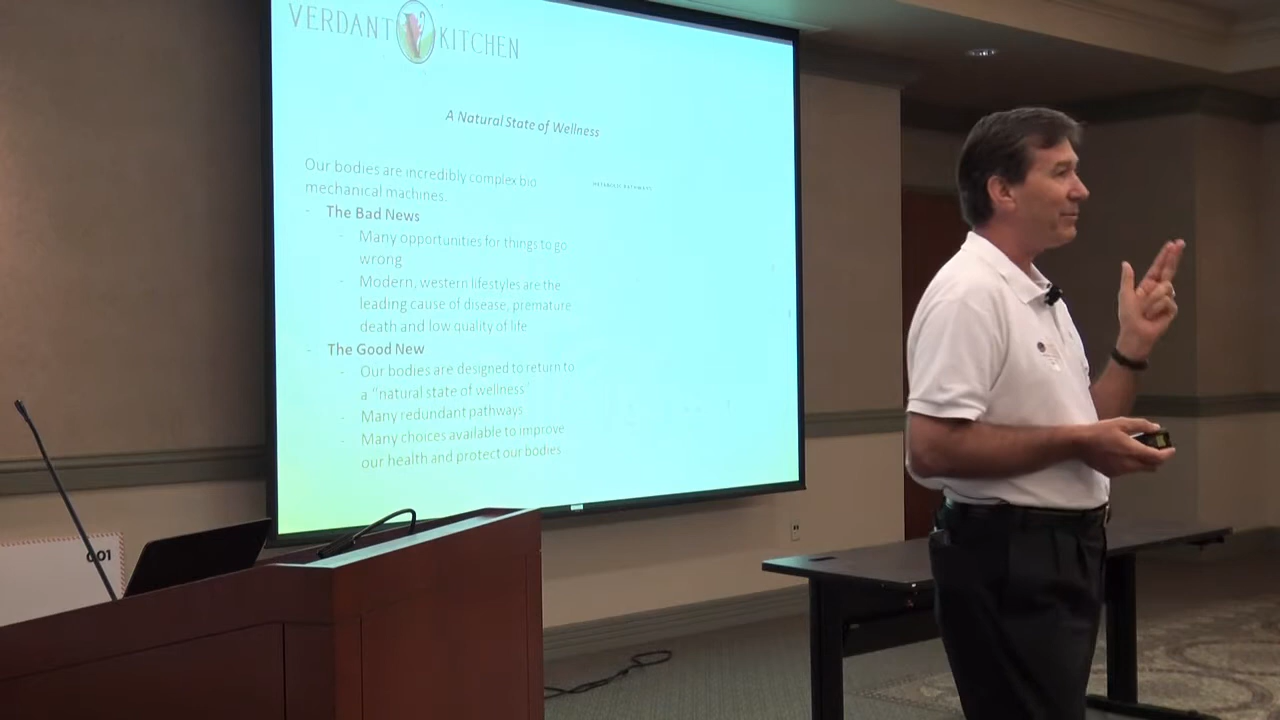 VERDANT KITCHEN
A Natural State of Wellness
Our bodies are incredibly complex bio
mechanical machines.
- The Bad News
- Many opportunities for things to go
wrong
- Modern, western lifestyles are the
leading cause of disease, premature
death and low quality of life
- The Good New
- Our bodies are designed to return to
a "natural state of wellness"
- Many redundant pathways
- Many choices available to improve
our health and protect our bodies
METABOLIC PATHWAYS
001